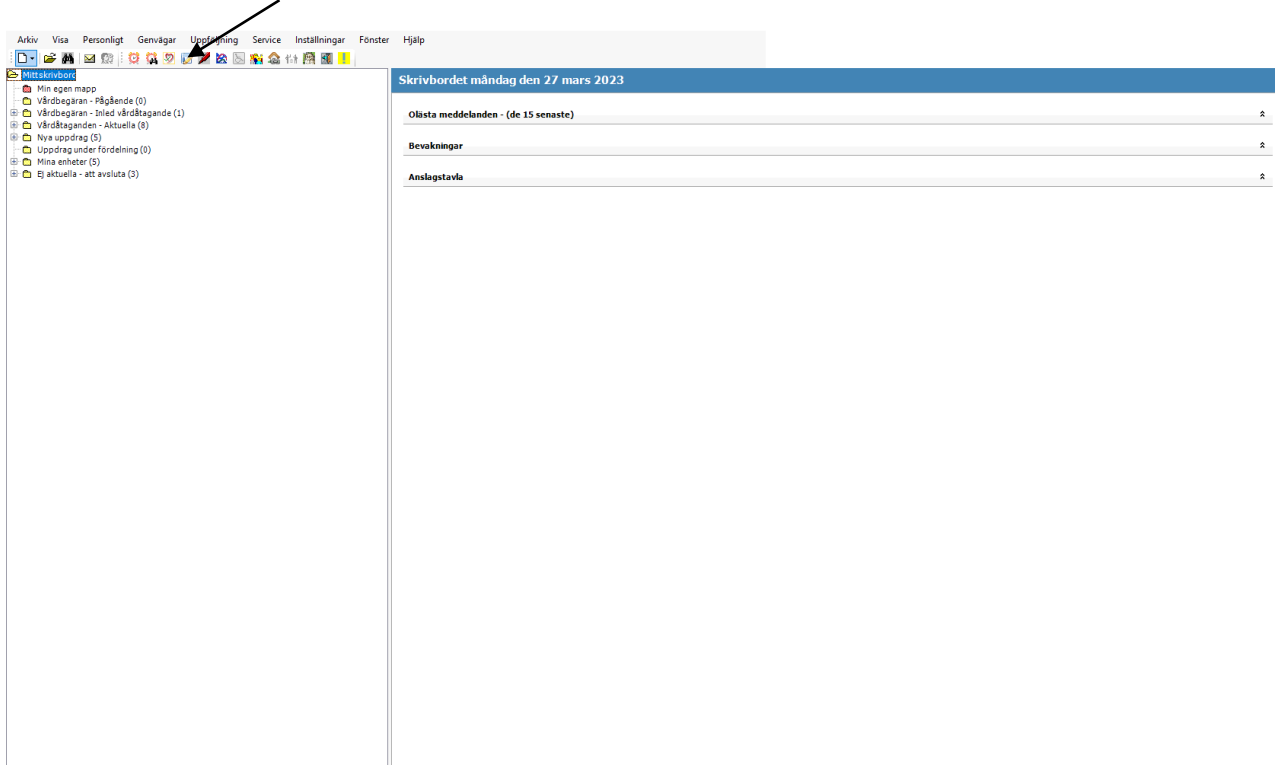 Arkiv Visa Personligt Genvägar Uppföljning Service Inställningar Fönster Hjälp
Mitt skrivbord
Min egen mapp
Vårdbegäran - Pågående (0)
Vårdbegäran - Inled vårdåtagande (1)
Vårdåtaganden - Aktuella (8)
Nya uppdrag (5)
Uppdrag under fördelning (0)
Mina enheter (5)
Ej aktuella - att avsluta (3)
Skrivbordet måndag den 27 mars 2023
Olästa meddelanden - (de 15 senaste)
Bevakningar
Anslagstavla